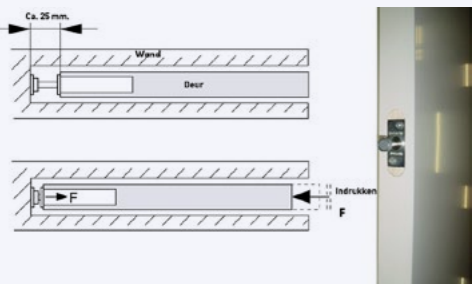 Ca. 25 mm.
Wand
Deur
F
Indrukken
F